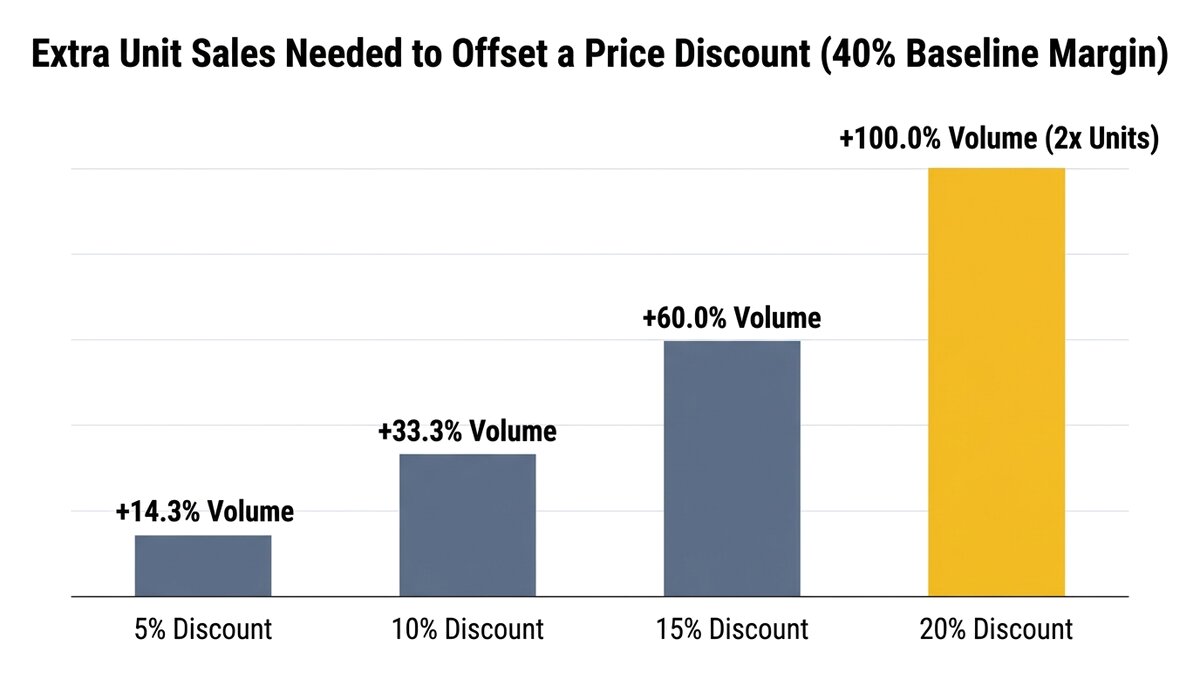 Extra Unit Sales Needed to Offset a Price Discount (40% Baseline Margin)
+100.0% Volume (2x Units)
+60.0% Volume
+33.3% Volume
+14.3% Volume
5% Discount
10% Discount
15% Discount
20% Discount